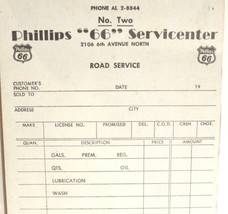 PHONE AL 2-8844
No. Two
Phillips "66" Servicenter
2106 6th AVENUE NORTH
Phillips 66
ROAD SERVICE
Phillips 66
CUSTOMER'S PHONE NO. DATE 19
SOLD TO
ADDRESS CITY
MAKE LICENSE NO. PROMISED DEL. C.O.D. CASH CHGE.
QUAN. DESCRIPTION PRICE AMOUNT
GALS. PREM. REG.
QTS. OIL
LUBRICATION
WASH